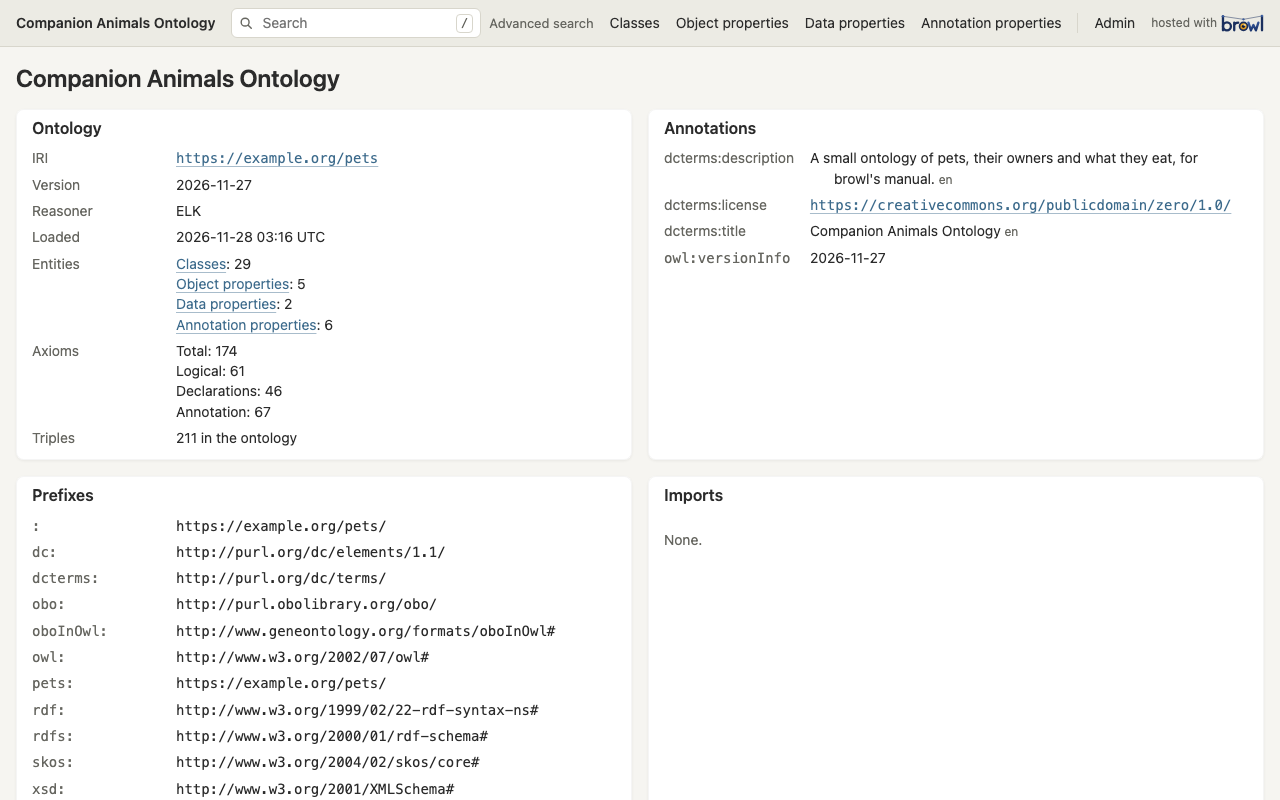 Companion Animals Ontology Search / Advanced search Classes Object properties Data properties Annotation properties Admin hosted with browl
Companion Animals Ontology
Ontology
IRI https://example.org/pets
Version 2026-11-27
Reasoner ELK
Loaded 2026-11-28 03:16 UTC
Entities Classes: 29
Object properties: 5
Data properties: 2
Annotation properties: 6
Axioms Total: 174
Logical: 61
Declarations: 46
Annotation: 67
Triples 211 in the ontology
Annotations
dcterms:description A small ontology of pets, their owners and what they eat, for
browl's manual. en
dcterms:license https://creativecommons.org/publicdomain/zero/1.0/
dcterms:title Companion Animals Ontology en
owl:versionInfo 2026-11-27
Prefixes
: https://example.org/pets/
dc: http://purl.org/dc/elements/1.1/
dcterms: http://purl.org/dc/terms/
obo: http://purl.obolibrary.org/obo/
oboInOwl: http://www.geneontology.org/formats/oboInOwl#
owl: http://www.w3.org/2002/07/owl#
pets: https://example.org/pets/
rdf: http://www.w3.org/1999/02/22-rdf-syntax-ns#
rdfs: http://www.w3.org/2000/01/rdf-schema#
skos: http://www.w3.org/2004/02/skos/core#
xsd: http://www.w3.org/2001/XMLSchema#
Imports
None.